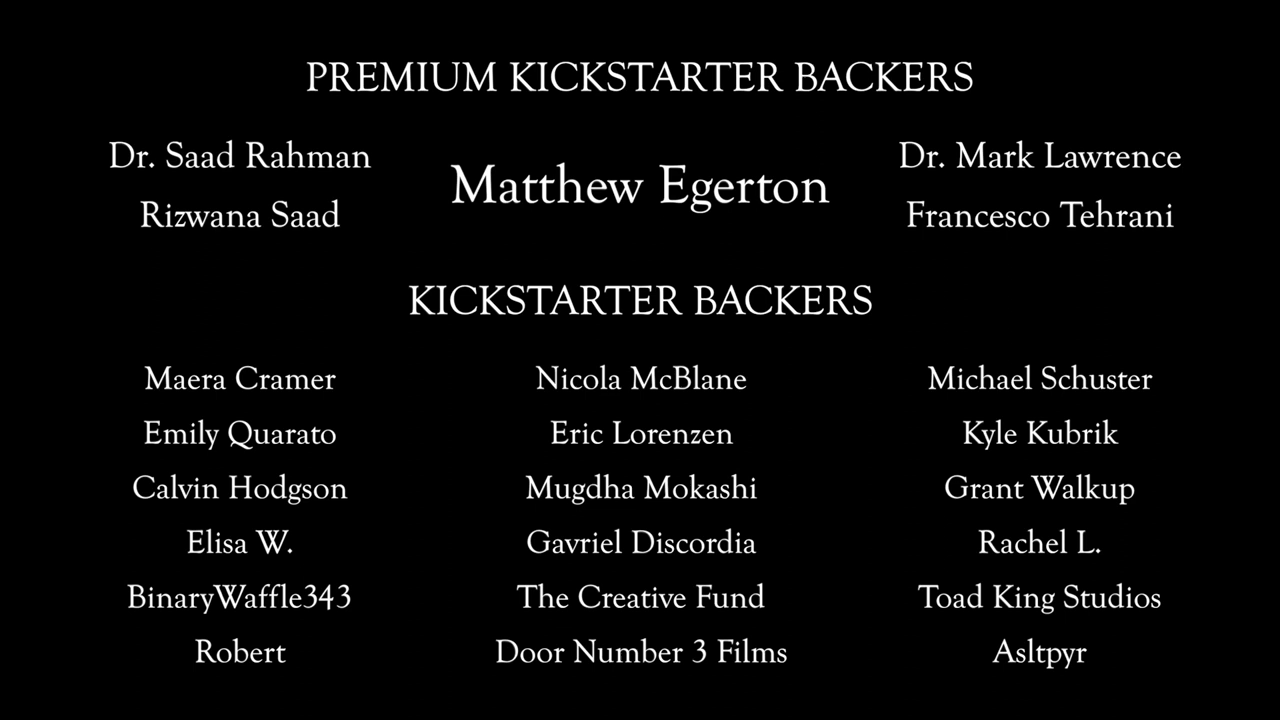 PREMIUM KICKSTARTER BACKERS
Dr. Saad Rahman
Rizwana Saad
Matthew Egerton
Dr. Mark Lawrence
Francesco Tehrani
KICKSTARTER BACKERS
Maera Cramer
Nicola McBlane
Michael Schuster
Emily Quarato
Eric Lorenzen
Kyle Kubrik
Calvin Hodgson
Mugdha Mokashi
Grant Walkup
Elisa W.
Gavriel Discordia
Rachel L.
BinaryWaffle343
The Creative Fund
Toad King Studios
Robert
Door Number 3 Films
Asltpyr